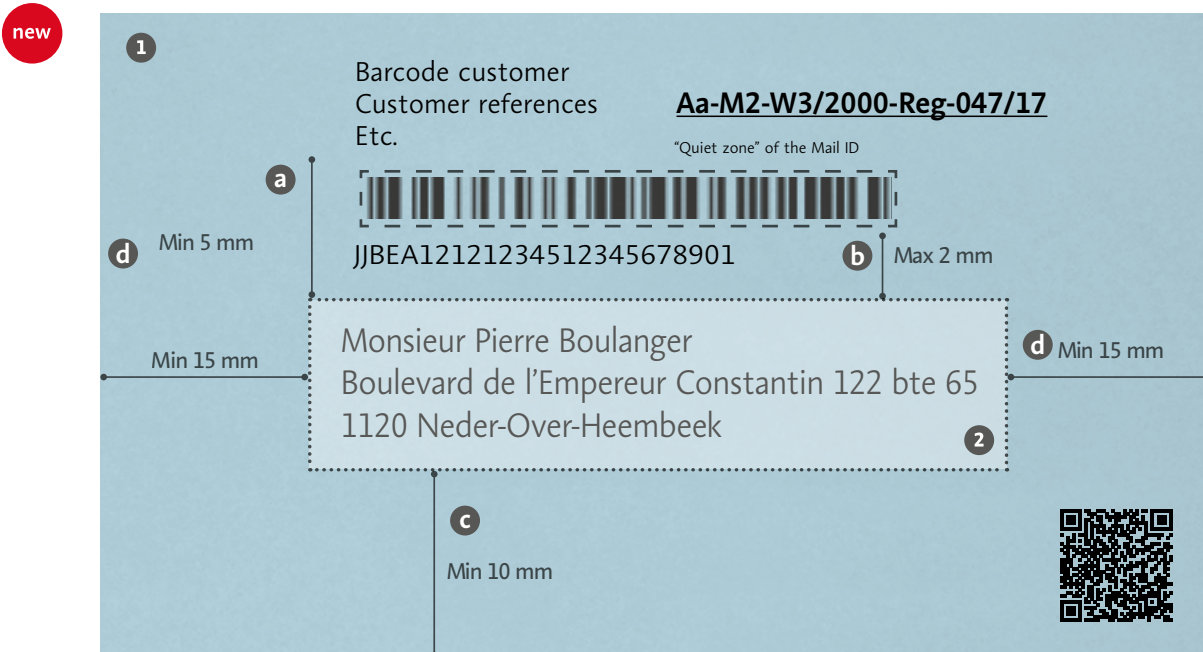 new
1
Barcode customer
Customer references
Etc.
Aa-M2-W3/2000-Reg-047/17
"Quiet zone" of the Mail ID
a
d
Min 5 mm
JJBEA12121234512345678901
b
Max 2 mm
Min 15 mm
Monsieur Pierre Boulanger
Boulevard de l'Empereur Constantin 122 bte 65
1120 Neder-Over-Heembeek
2
d
Min 15 mm
c
Min 10 mm